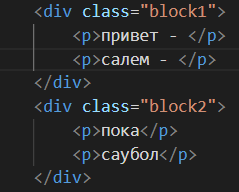 <div class="block1">
<p>привет - </p>
<p>салем - </p>
</div>
<div class="block2">
<p>пока</p>
<p>саубол</p>
</div>